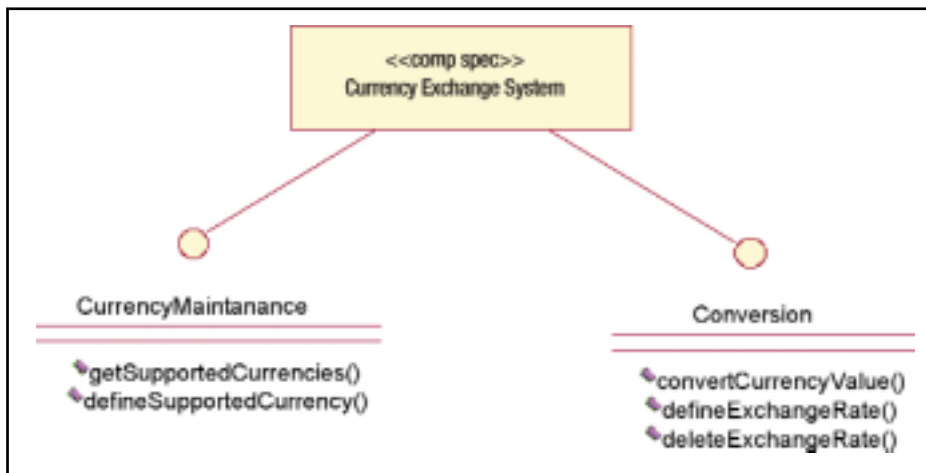 <<comp spec>>
Currency Exchange System
CurrencyMaintanance
getSupportedCurrencies()
defineSupportedCurrency()
Conversion
convertCurrencyValue()
defineExchangeRate()
deleteExchangeRate()